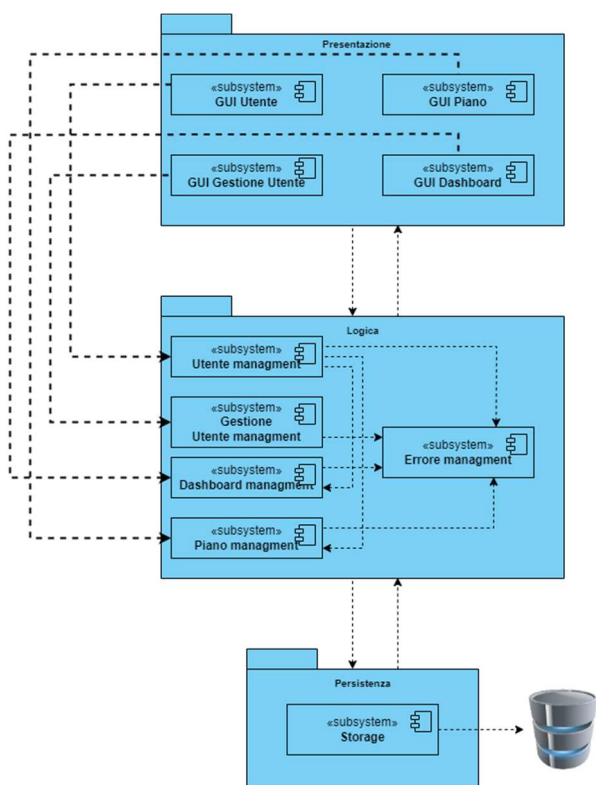 Presentazione
«subsystem»
GUI Utente
«subsystem»
GUI Piano
«subsystem»
GUI Gestione Utente
«subsystem»
GUI Dashboard
Logica
«subsystem»
Utente managment
«subsystem»
Gestione
Utente managment
«subsystem»
Errore managment
«subsystem»
Dashboard managment
«subsystem»
Piano managment
Persistenza
«subsystem»
Storage